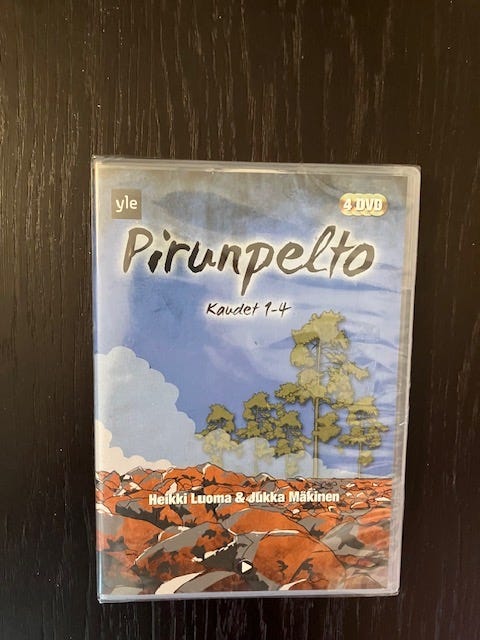 yle
4 DVD
Pirunpelto
Kaudet 1-4
Heikki Luoma & Jukka Mäkinen